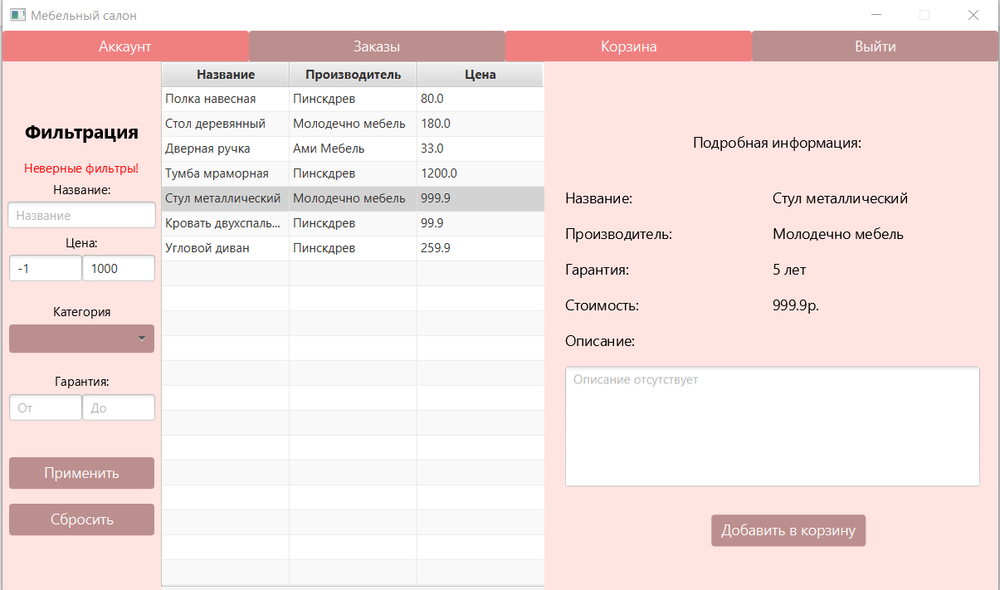 Мебельный салон
Аккаунт Заказы Корзина Выйти
Фильтрация
Неверные фильтры!
Название:
Название
Цена:
-1 1000
Категория
Гарантия:
От До
Применить
Сбросить
Название Производитель Цена
Полка навесная Пинскдрев 80.0
Стол деревянный Молодечно мебель 180.0
Дверная ручка Ами Мебель 33.0
Тумба мраморная Пинскдрев 1200.0
Стул металлический Молодечно мебель 999.9
Кровать двухспаль... Пинскдрев 99.9
Угловой диван Пинскдрев 259.9
Подробная информация:
Название: Стул металлический
Производитель: Молодечно мебель
Гарантия: 5 лет
Стоимость: 999.9р.
Описание:
Описание отсутствует
Добавить в корзину